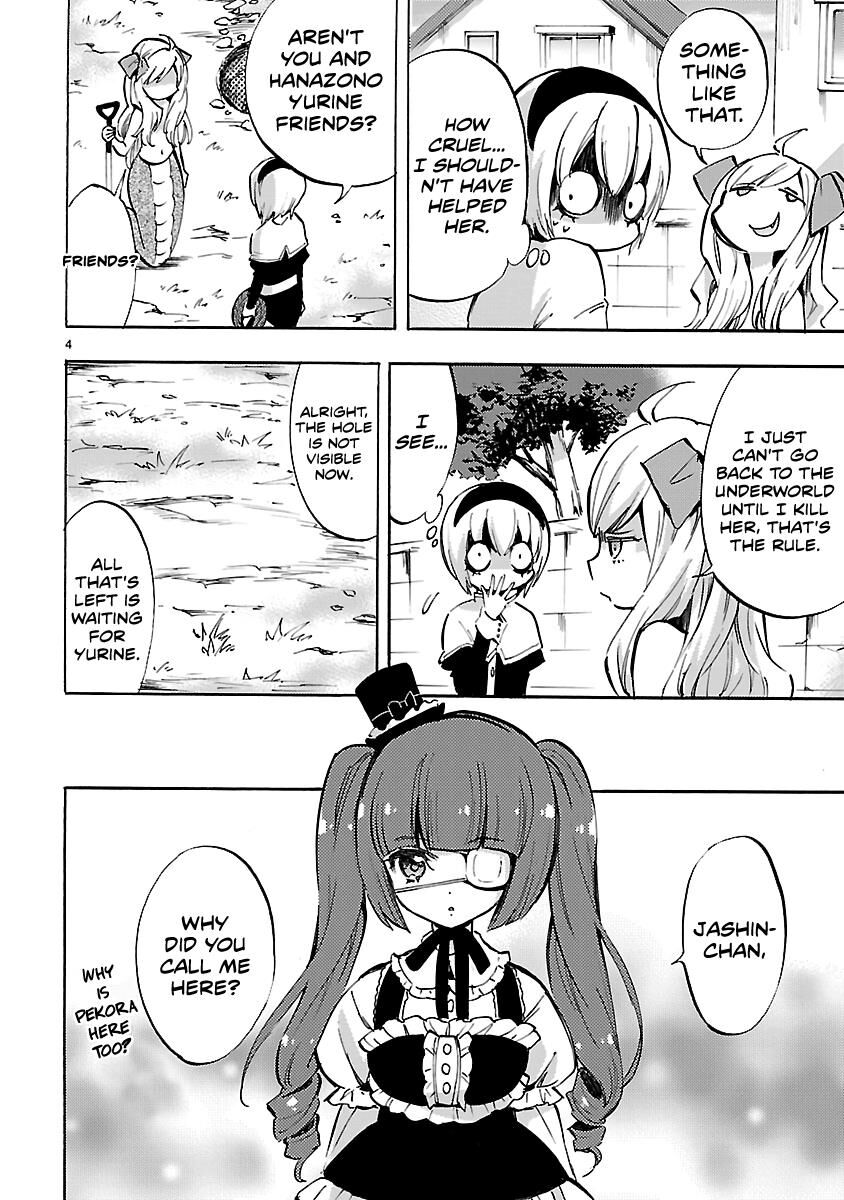 SOME-
THING
LIKE
THAT.
HOW
CRUEL...
I SHOULD-
N'T HAVE
HELPED
HER.
AREN'T
YOU AND
HANAZONO
YURINE
FRIENDS?
FRIENDS?
4
I JUST
CAN'T GO
BACK TO THE
UNDERWORLD
UNTIL I KILL
HER, THAT'S
THE RULE.
I
SEE...
ALRIGHT,
THE HOLE
IS NOT
VISIBLE
NOW.
ALL
THAT'S
LEFT IS
WAITING
FOR
YURINE.
JASHIN-
CHAN,
WHY
DID YOU
CALL ME
HERE?
WHY
IS
PEKORA
HERE
TOO?